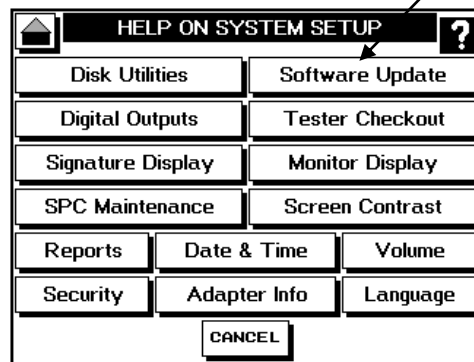 HELP ON SYSTEM SETUP ?
Disk Utilities Software Update
Digital Outputs Tester Checkout
Signature Display Monitor Display
SPC Maintenance Screen Contrast
Reports Date & Time Volume
Security Adapter Info Language
CANCEL